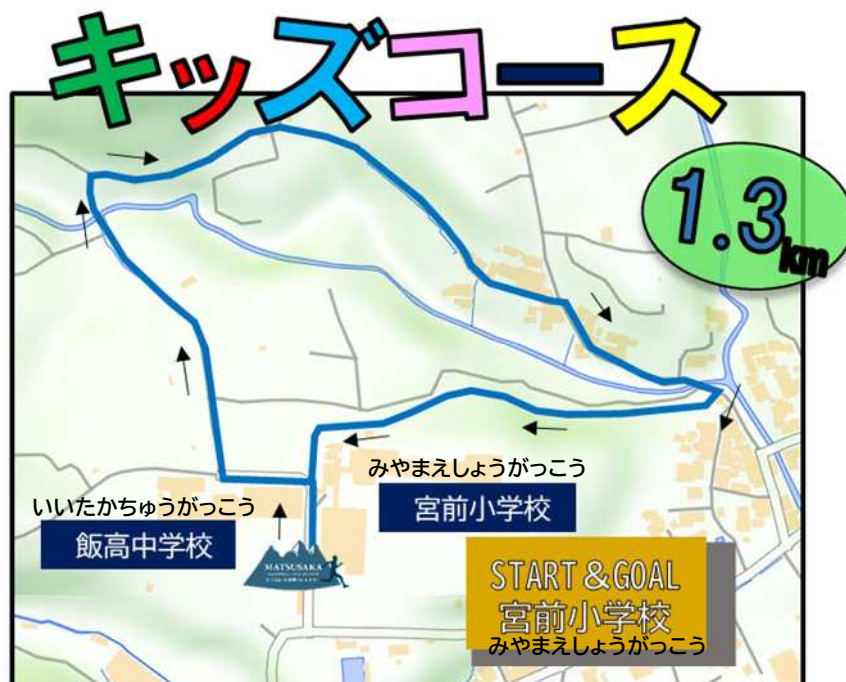 キッズコース
1.3km
みやまえしょうがっこう
宮前小学校
いいたかちゅうがっこう
飯高中学校
MATSUSAKA
START&GOAL
宮前小学校
みやまえしょうがっこう